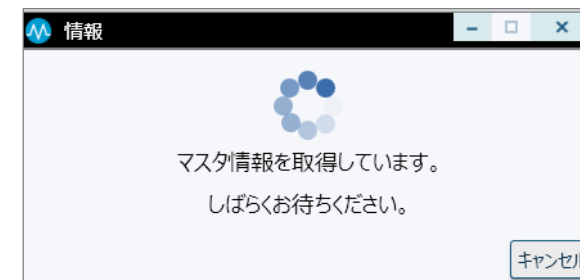 情報
マスタ情報を取得しています。
しばらくお待ちください。
キャンセル